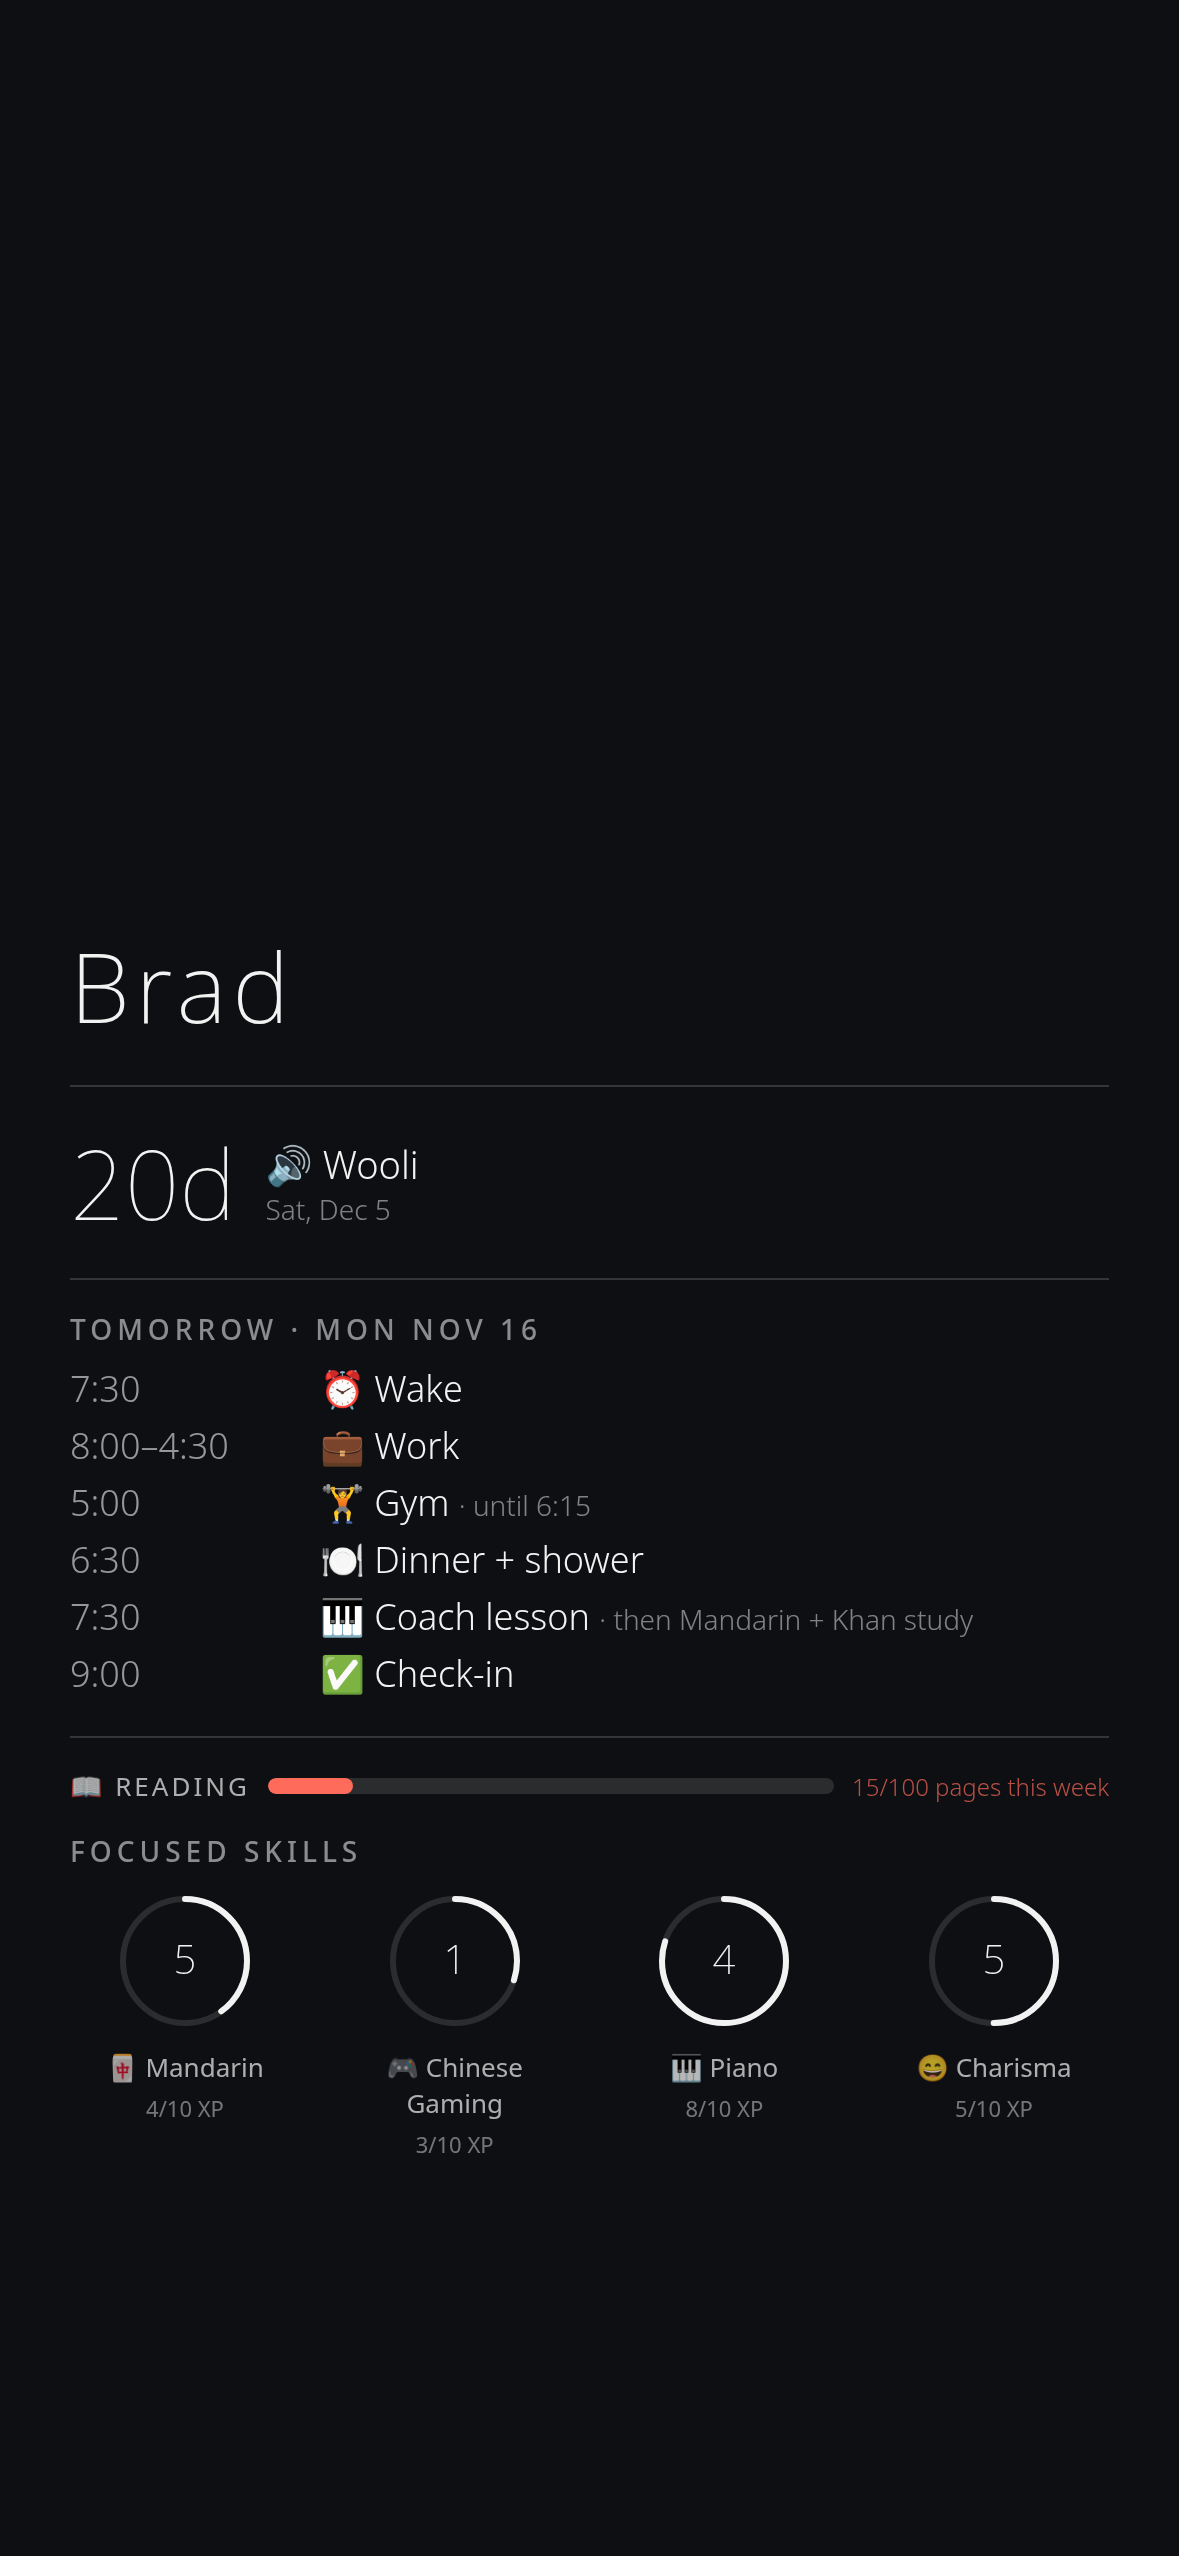 Brad
20d
🔊 Wooli
Sat, Dec 5
TOMORROW · MON NOV 16
7:30 ⏰ Wake
8:00–4:30 💼 Work
5:00 🏋️ Gym · until 6:15
6:30 🍽️ Dinner + shower
7:30 🎹 Coach lesson · then Mandarin + Khan study
9:00 ✅ Check-in
📖 READING 15/100 pages this week
FOCUSED SKILLS
5 1 4 5
🀄 Mandarin 🎮 Chinese Gaming 🎹 Piano 😄 Charisma
4/10 XP 3/10 XP 8/10 XP 5/10 XP